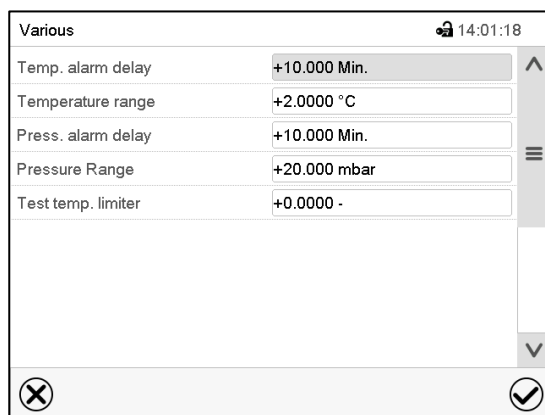 Various 14:01:18
Temp. alarm delay +10.000 Min.
Temperature range +2.0000 °C
Press. alarm delay +10.000 Min.
Pressure Range +20.000 mbar
Test temp. limiter +0.0000 -